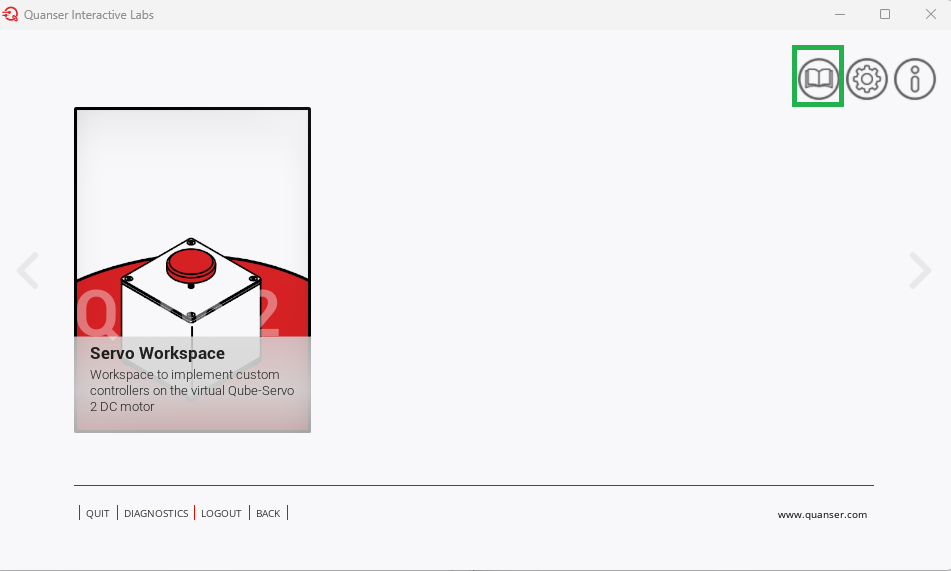 Quanser Interactive Labs
Q 2
Servo Workspace
Workspace to implement custom
controllers on the virtual Qube-Servo
2 DC motor
QUIT
DIAGNOSTICS
LOGOUT
BACK
www.quanser.com